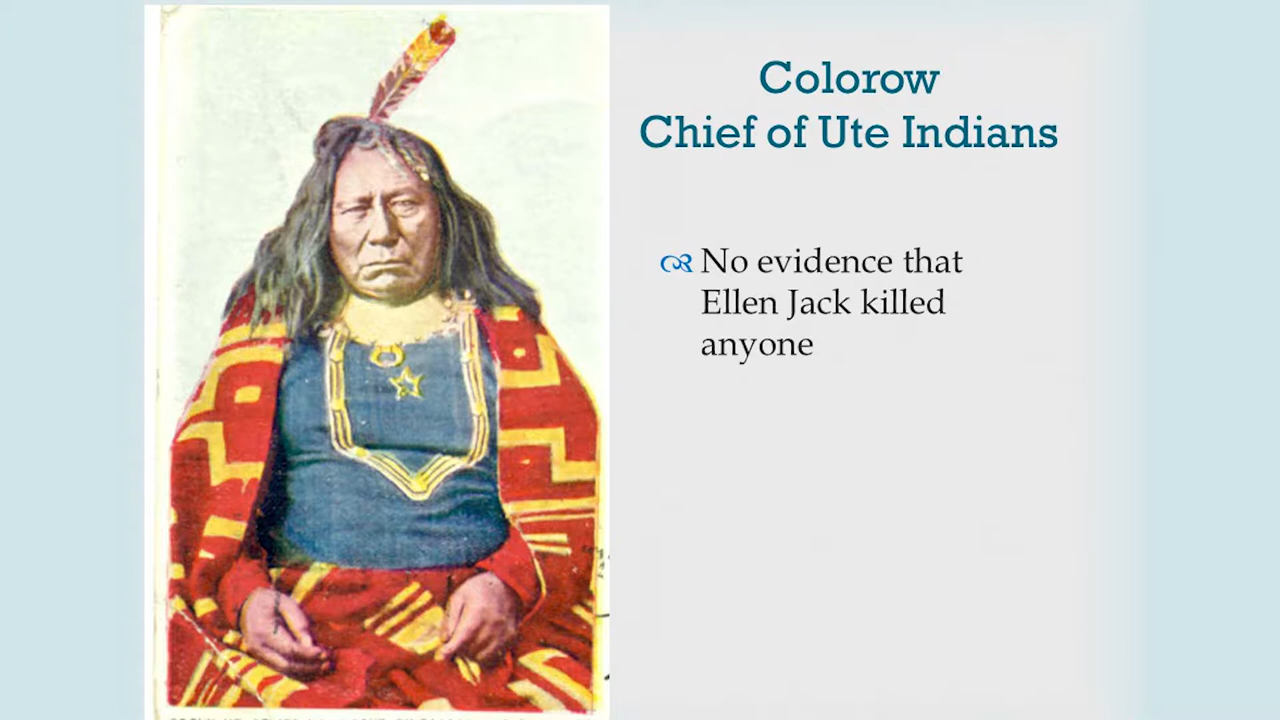 Colorow
Chief of Ute Indians
No evidence that
Ellen Jack killed
anyone